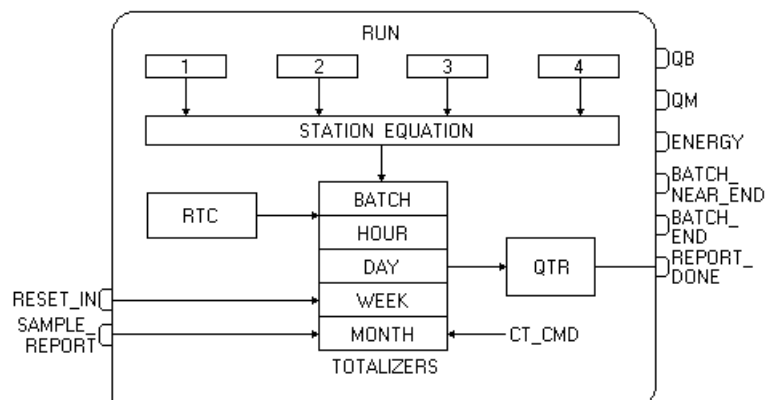 RUN
1 2 3 4
STATION EQUATION
QB
QM
ENERGY
BATCH_
NEAR_END
BATCH_
END
REPORT_
DONE
RTC
BATCH
HOUR
DAY
WEEK
MONTH
TOTALIZERS
QTR
RESET_IN
SAMPLE_
REPORT
CT_CMD